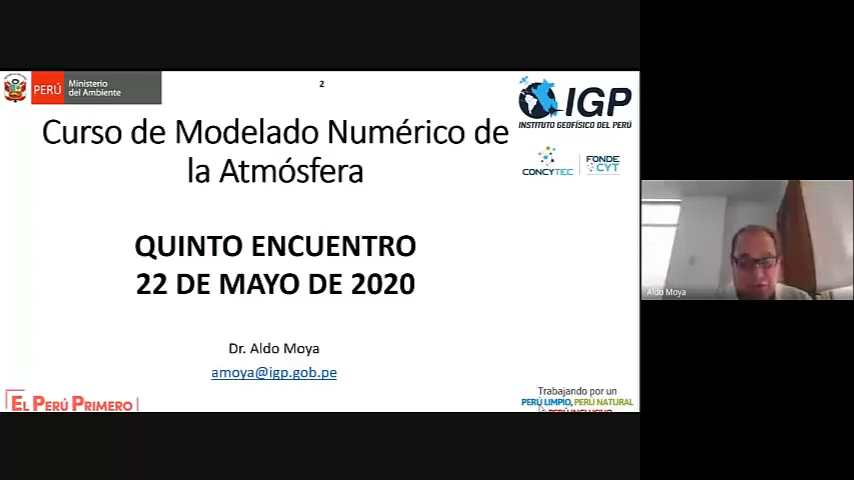 PERÚ
Ministerio
del Ambiente
2
IGP
INSTITUTO GEOFÍSICO DEL PERÚ
CONCYTEC
FONDE
CYT
Curso de Modelado Numérico de
la Atmósfera
QUINTO ENCUENTRO
22 DE MAYO DE 2020
Dr. Aldo Moya
amoya@igp.gob.pe
EL PERÚ PRIMERO
Trabajando por un
PERÚ LIMPIO, PERÚ NATURAL
PERÚ INCLUSIVO
Aldo Moya